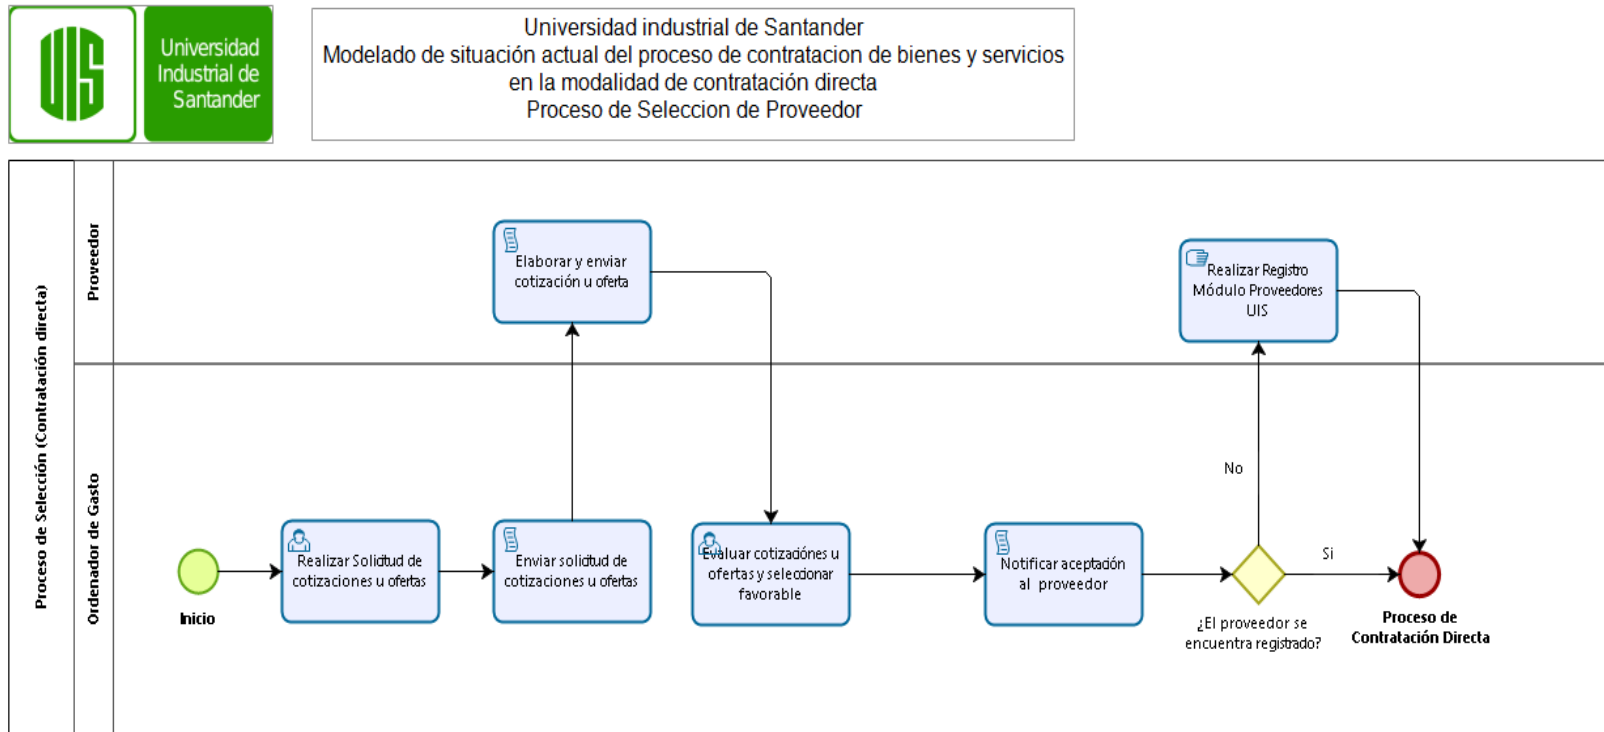 UIS
Universidad
Industrial de
Santander
Universidad industrial de Santander
Modelado de situación actual del proceso de contratacion de bienes y servicios
en la modalidad de contratación directa
Proceso de Seleccion de Proveedor
Proceso de Selección (Contratación directa)
Proveedor
Elaborar y enviar
cotización u oferta
Realizar Registro
Módulo Proveedores
UIS
Ordenador de Gasto
Inicio
Realizar Solicitud de
cotizaciones u ofertas
Enviar solicitud de
cotizaciones u ofertas
Evaluar cotizaciónes u
ofertas y seleccionar
favorable
Notificar aceptación
al proveedor
No
Si
¿El proveedor se
encuentra registrado?
Proceso de
Contratación Directa